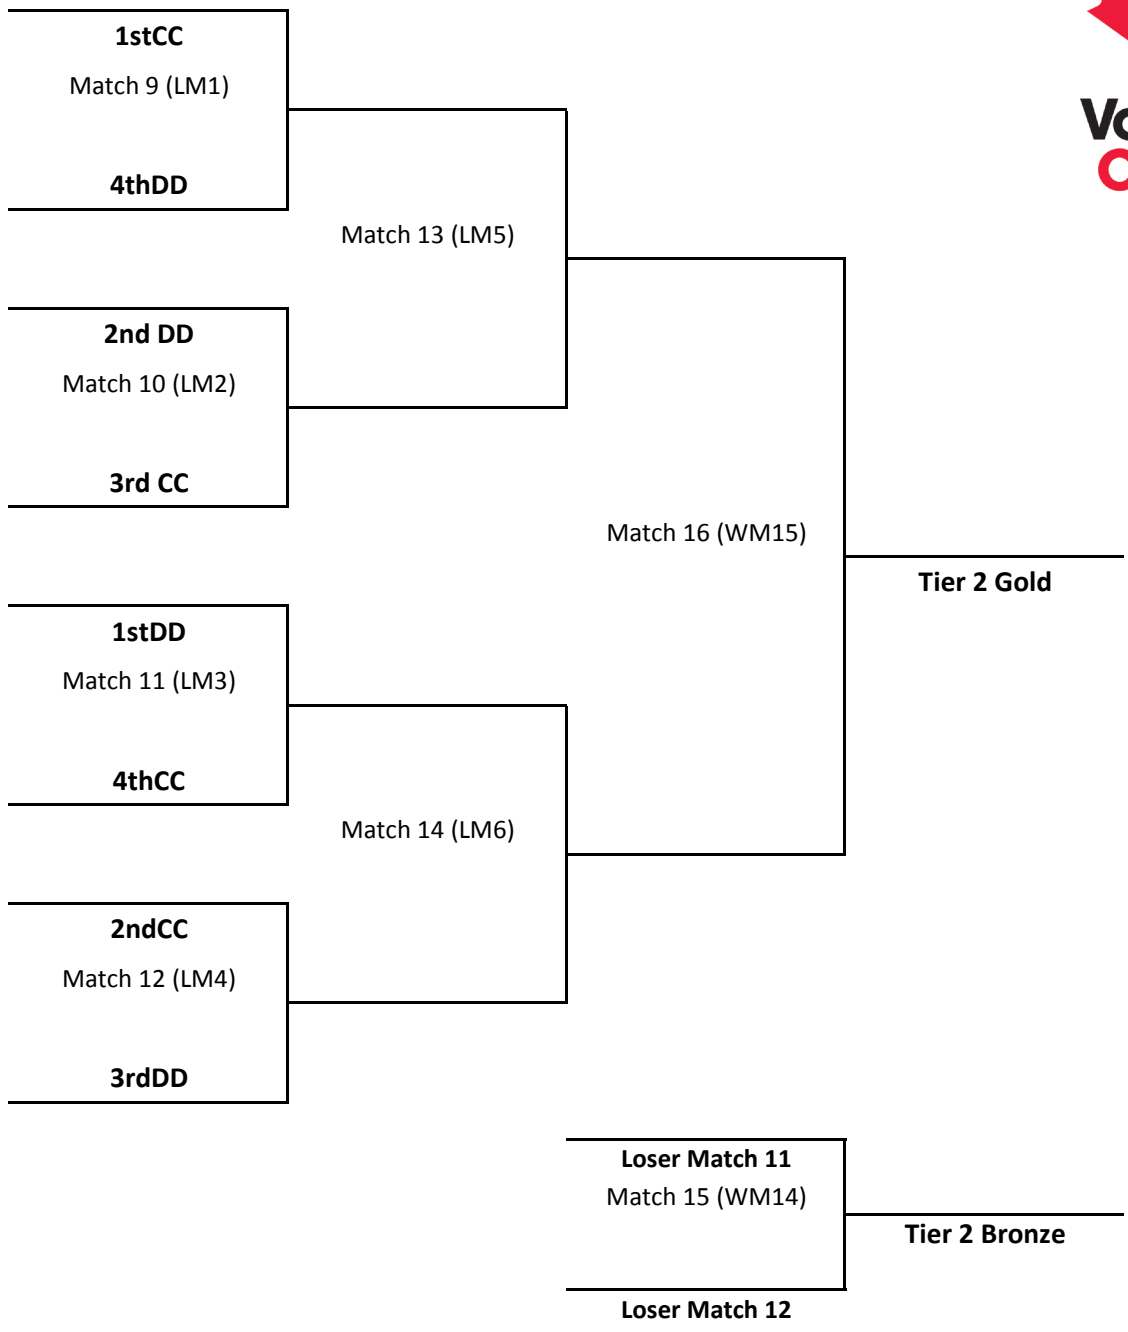 1stCC
Match 9 (LM1)
4thDD
Match 13 (LM5)
2nd DD
Match 10 (LM2)
3rd CC
Match 16 (WM15)
Tier 2 Gold
1stDD
Match 11 (LM3)
4thCC
Match 14 (LM6)
2ndCC
Match 12 (LM4)
3rdDD
Loser Match 11
Match 15 (WM14)
Tier 2 Bronze
Loser Match 12